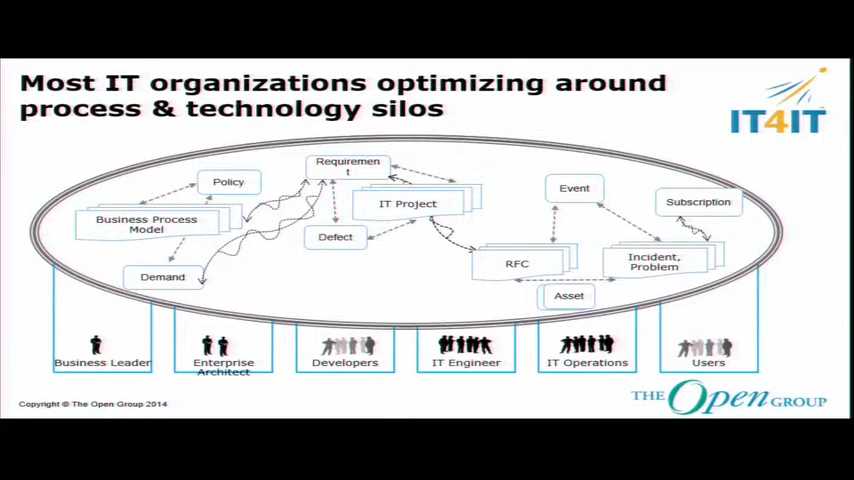 Most IT organizations optimizing around
process & technology silos
IT4IT
Policy
Requiremen
t
Business Process
Model
IT Project
Event
Subscription
Defect
Demand
RFC
Incident,
Problem
Asset
Business Leader
Enterprise
Architect
Developers
IT Engineer
IT Operations
Users
Copyright © The Open Group 2014
THE Open GROUP